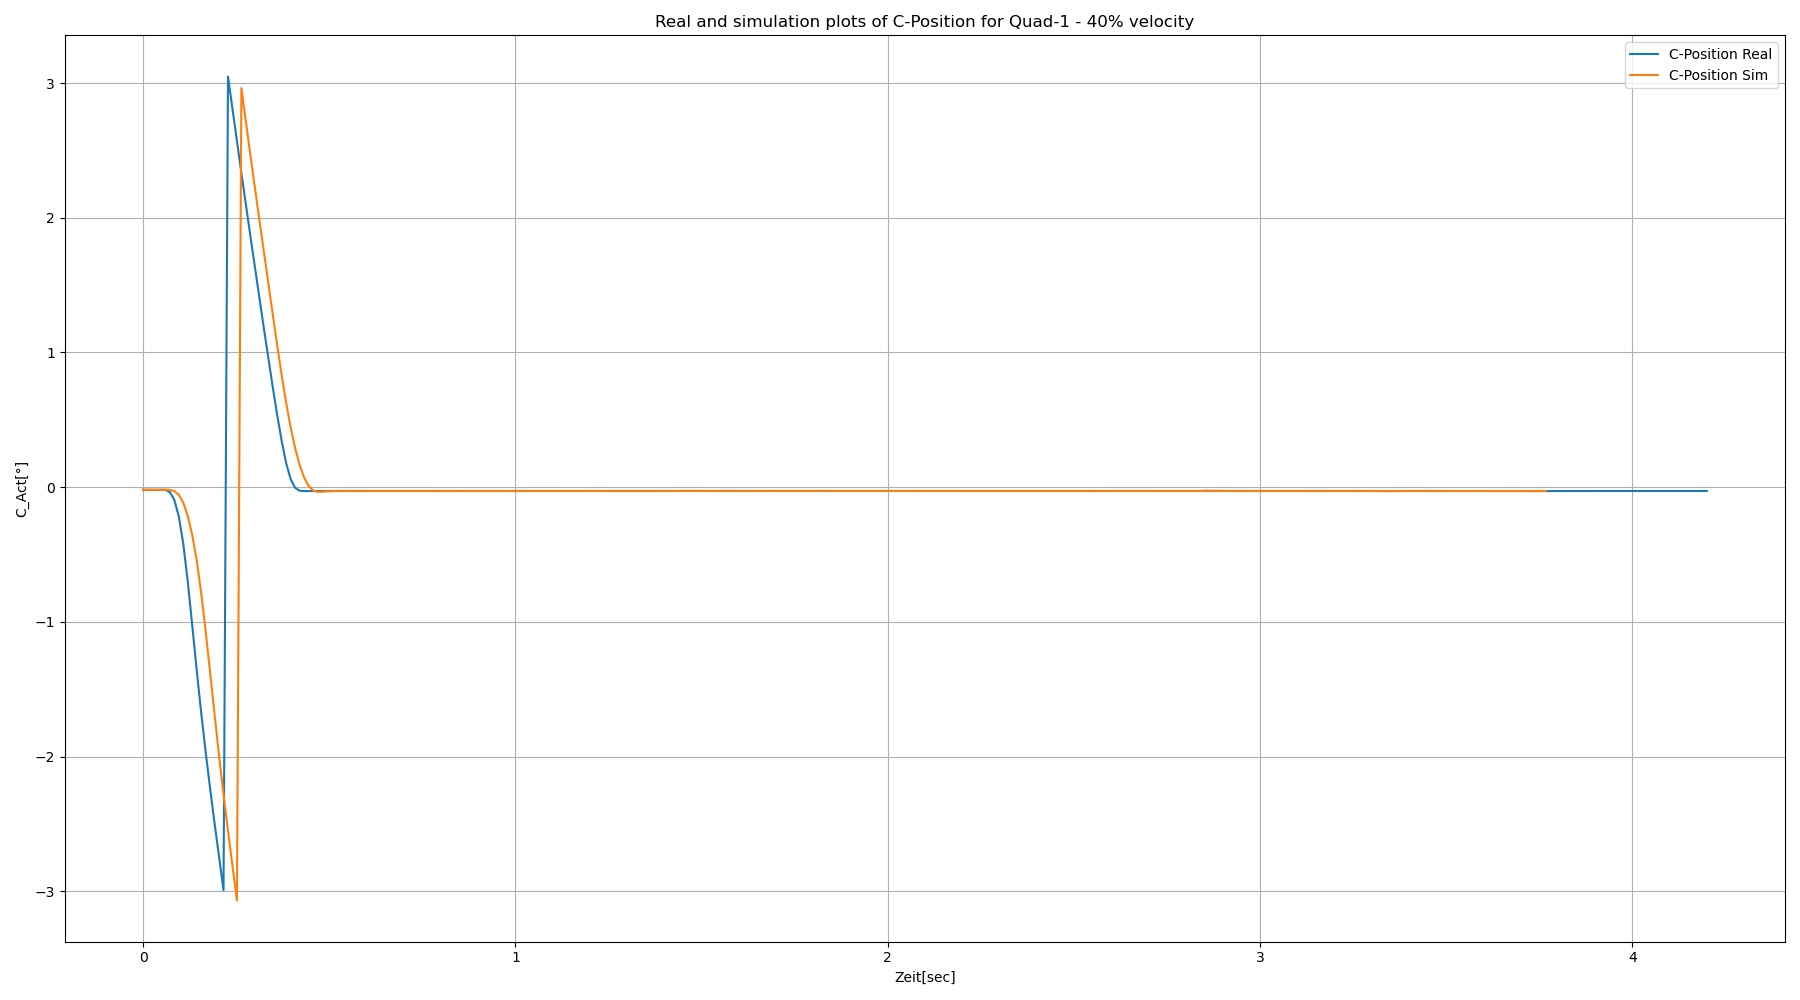 Real and simulation plots of C-Position for Quad-1 - 40% velocity
C-Position Real
C-Position Sim
3
2
1
0
−1
−2
−3
C_Act[°]
0
1
2
3
4
Zeit[sec]